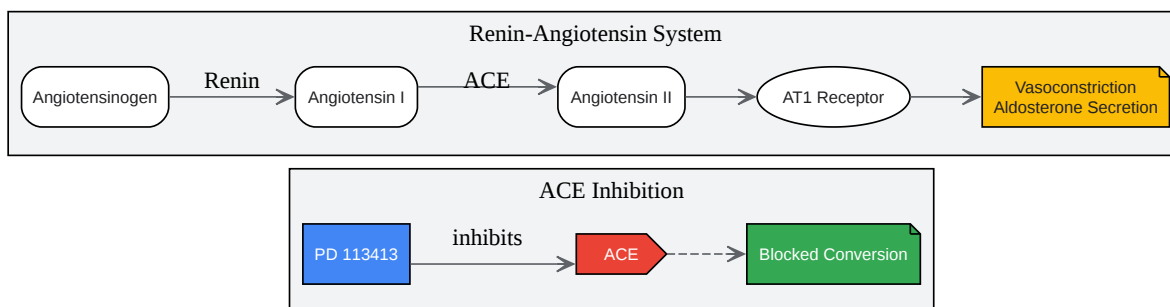 Renin-Angiotensin System
Angiotensinogen
Renin
Angiotensin I
ACE
Angiotensin II
AT1 Receptor
Vasoconstriction
Aldosterone Secretion
ACE Inhibition
PD 113413
inhibits
ACE
Blocked Conversion